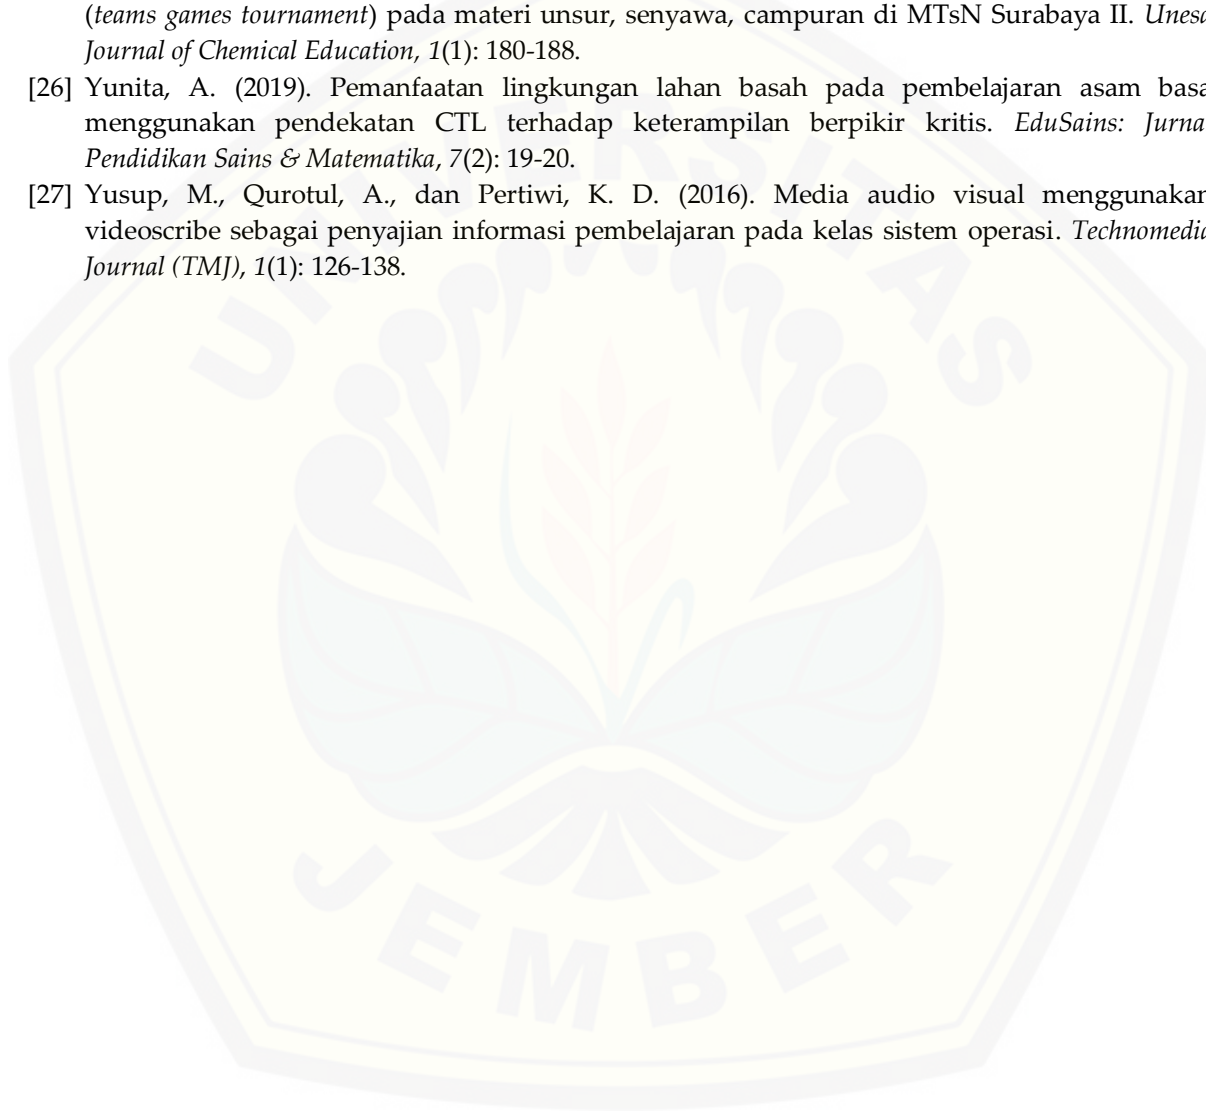 (teams games tournament) pada materi unsur, senyawa, campuran di MTsN Surabaya II. Unesa
Journal of Chemical Education, 1(1): 180-188.
[26] Yunita, A. (2019). Pemanfaatan lingkungan lahan basah pada pembelajaran asam basa
menggunakan pendekatan CTL terhadap keterampilan berpikir kritis. EduSains: Jurna
Pendidikan Sains & Matematika, 7(2): 19-20.
[27] Yusup, M., Qurotul, A., dan Pertiwi, K. D. (2016). Media audio visual menggunakan
videoscribe sebagai penyajian informasi pembelajaran pada kelas sistem operasi. Technomedia
Journal (TMJ), 1(1): 126-138.
UNIVERSITAS
JEMBER